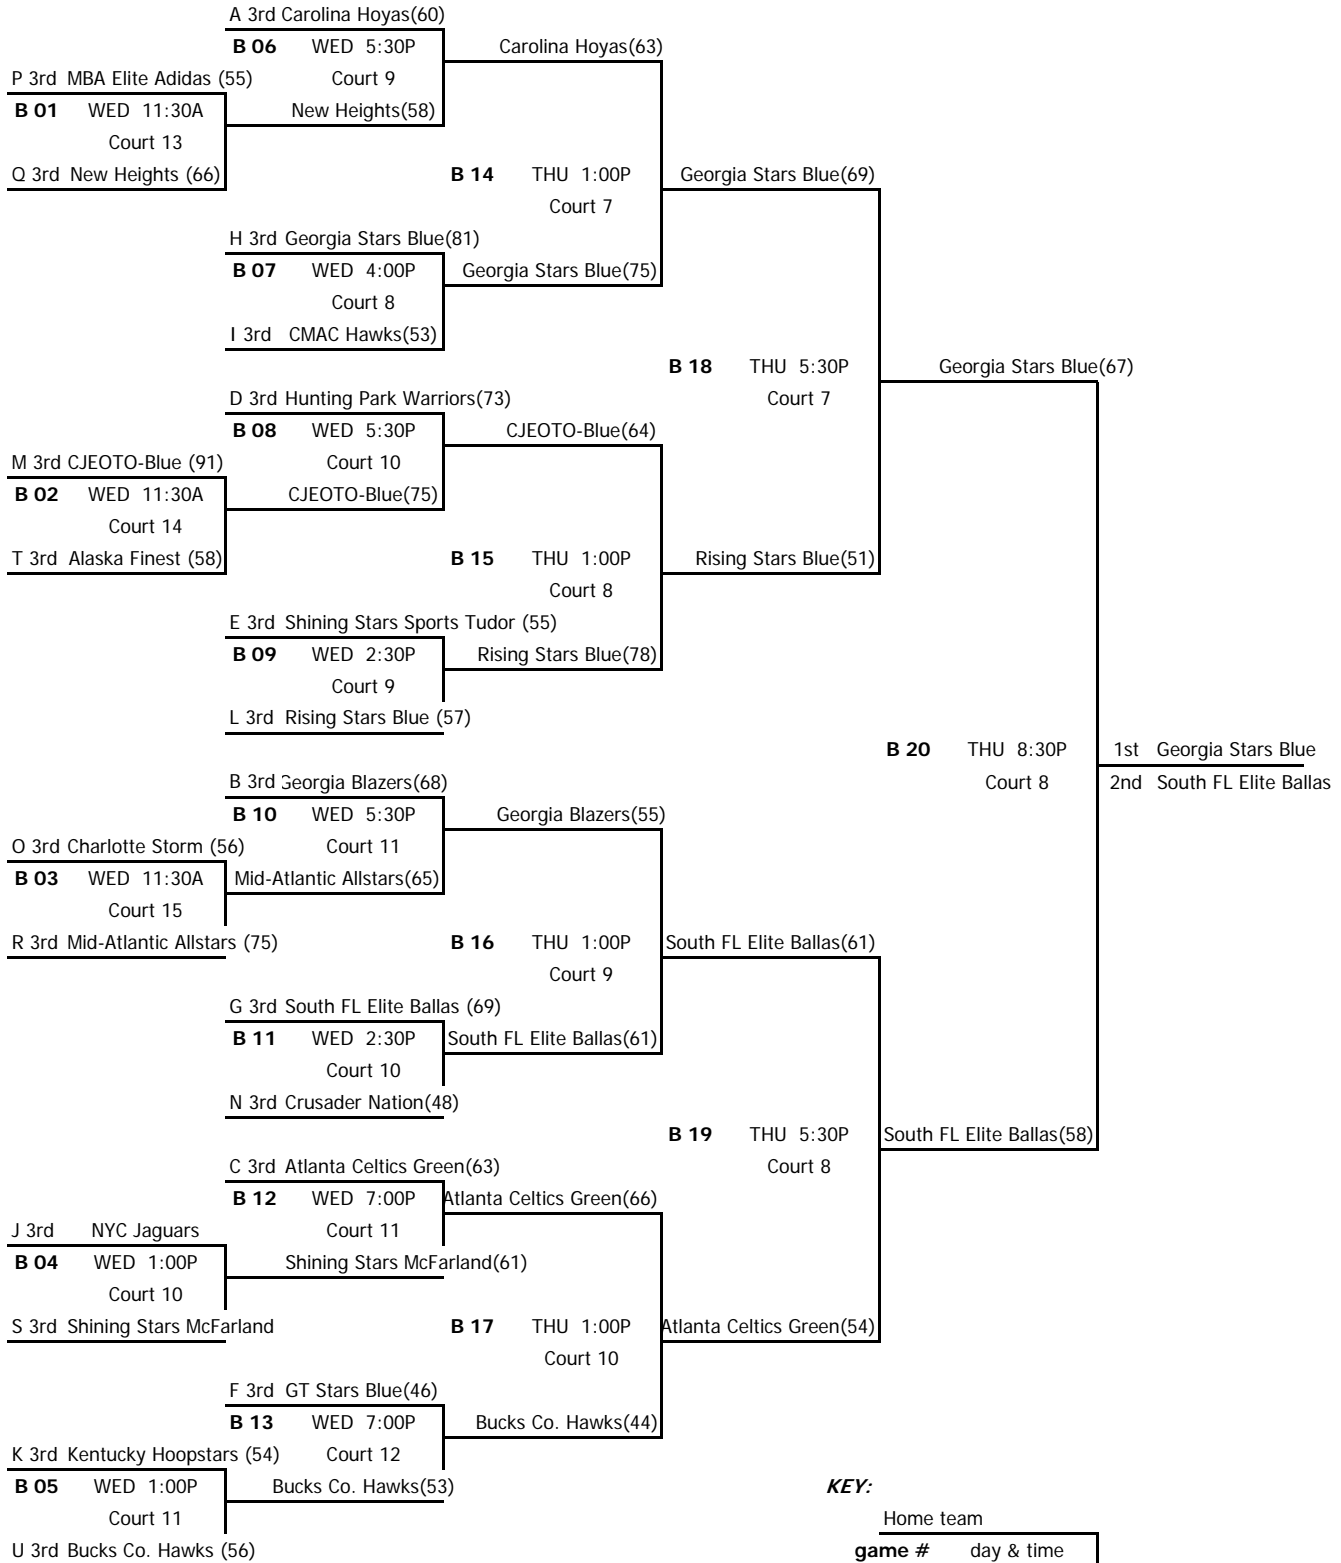 A 3rd Carolina Hoyas(60)
B 06 WED 5:30P Carolina Hoyas(63)
P 3rd MBA Elite Adidas (55) Court 9
B 01 WED 11:30A New Heights(58)
Court 13
Q 3rd New Heights (66) B 14 THU 1:00P Georgia Stars Blue(69)
Court 7
H 3rd Georgia Stars Blue(81)
B 07 WED 4:00P Georgia Stars Blue(75)
Court 8
I 3rd CMAC Hawks(53)
B 18 THU 5:30P Georgia Stars Blue(67)
D 3rd Hunting Park Warriors(73) Court 7
B 08 WED 5:30P CJEOTO-Blue(64)
M 3rd CJEOTO-Blue (91) Court 10
B 02 WED 11:30A CJEOTO-Blue(75)
Court 14
T 3rd Alaska Finest (58) B 15 THU 1:00P Rising Stars Blue(51)
Court 8
E 3rd Shining Stars Sports Tudor (55)
B 09 WED 2:30P Rising Stars Blue(78)
Court 9
L 3rd Rising Stars Blue (57)
B 20 THU 8:30P 1st Georgia Stars Blue
B 3rd Georgia Blazers(68) Court 8 2nd South FL Elite Ballas
B 10 WED 5:30P Georgia Blazers(55)
O 3rd Charlotte Storm (56) Court 11
B 03 WED 11:30A Mid-Atlantic Allstars(65)
Court 15
R 3rd Mid-Atlantic Allstars (75) B 16 THU 1:00P South FL Elite Ballas(61)
Court 9
G 3rd South FL Elite Ballas (69)
B 11 WED 2:30P South FL Elite Ballas(61)
Court 10
N 3rd Crusader Nation(48)
B 19 THU 5:30P South FL Elite Ballas(58)
C 3rd Atlanta Celtics Green(63) Court 8
B 12 WED 7:00P Atlanta Celtics Green(66)
J 3rd NYC Jaguars Court 11
B 04 WED 1:00P Shining Stars McFarland(61)
Court 10
S 3rd Shining Stars McFarland B 17 THU 1:00P Atlanta Celtics Green(54)
Court 10
F 3rd GT Stars Blue(46)
B 13 WED 7:00P Bucks Co. Hawks(44)
K 3rd Kentucky Hoopstars (54) Court 12
B 05 WED 1:00P Bucks Co. Hawks(53) KEY:
Court 11 Home team
U 3rd Bucks Co. Hawks (56) game # day & time